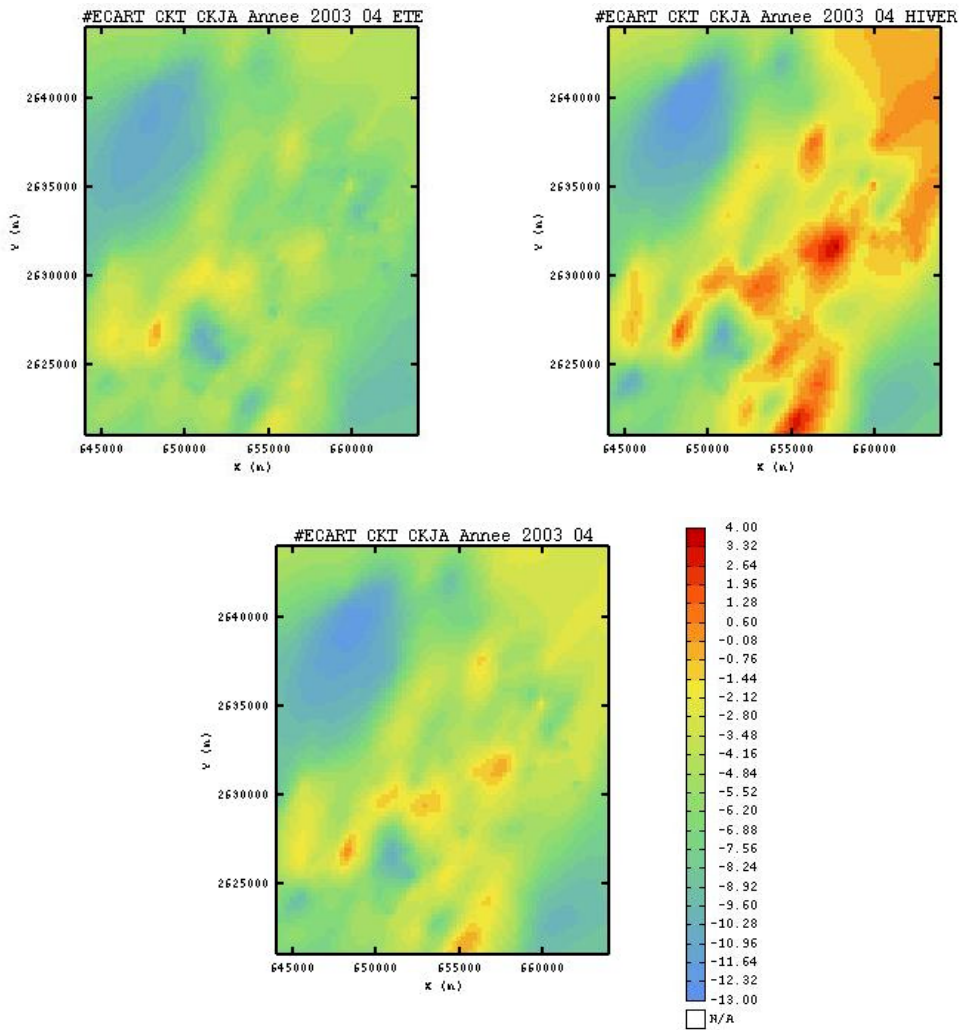 #ECART CKT CKJA Annee 2003 04 ETE
2640000
2635000
2630000
2625000
Y (m)
645000 650000 655000 660000
X (m)
#ECART CKT CKJA Annee 2003 04 HIVER
2640000
2635000
2630000
2625000
Y (m)
645000 650000 655000 660000
X (m)
#ECART CKT CKJA Annee 2003 04
2640000
2635000
2630000
2625000
Y (m)
645000 650000 655000 660000
X (m)
4.00
3.32
2.64
1.96
1.28
0.60
-0.08
-0.76
-1.44
-2.12
-2.80
-3.48
-4.16
-4.84
-5.52
-6.20
-6.88
-7.56
-8.24
-8.92
-9.60
-10.28
-10.96
-11.64
-12.32
-13.00
N/A